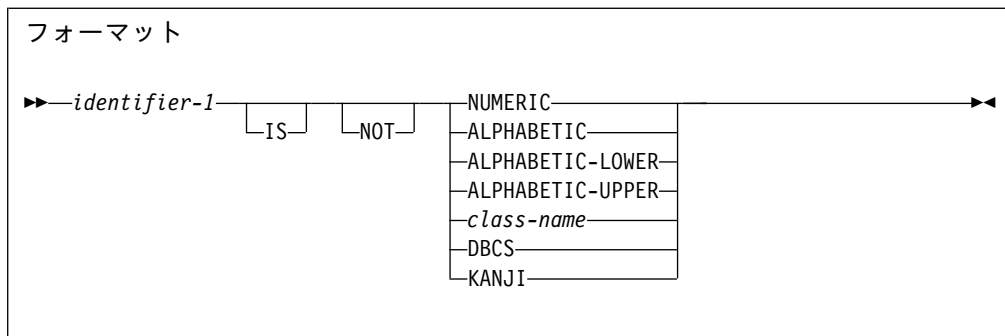 フォーマット
identifier-1 IS NOT NUMERIC
ALPHABETIC
ALPHABETIC-LOWER
ALPHABETIC-UPPER
class-name
DBCS
KANJI